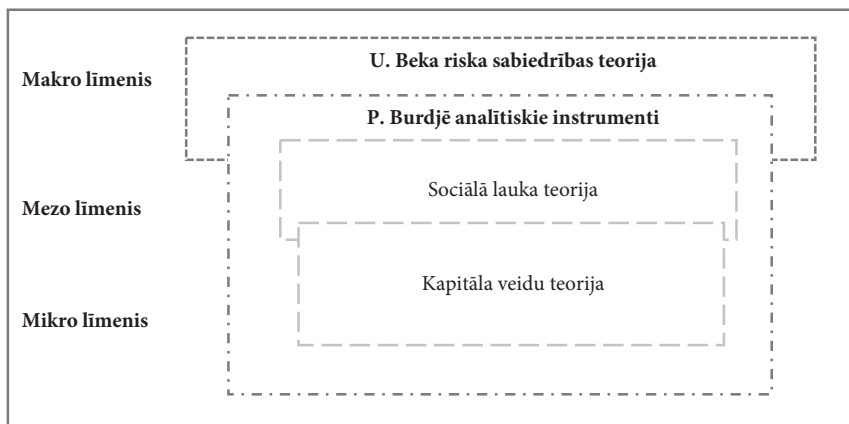 U. Beka riska sabiedrības teorija
Makro līmenis
P. Burdjē analītiskie instrumenti
Sociālā lauka teorija
Mezo līmenis
Kapitāla veidu teorija
Mikro līmenis